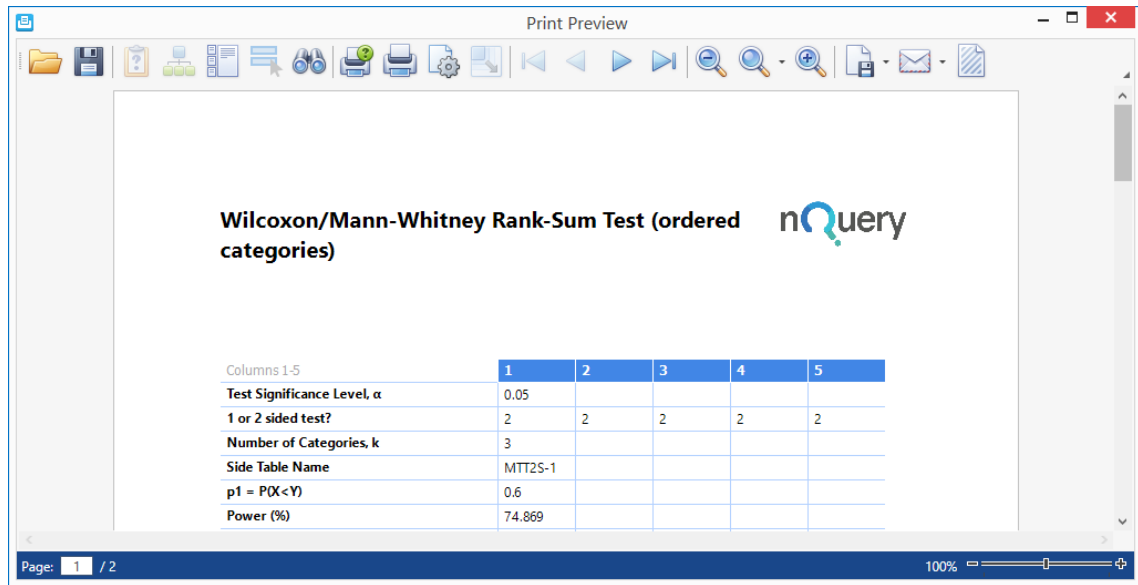 Print Preview
Wilcoxon/Mann-Whitney Rank-Sum Test (ordered
categories)
nQuery
Columns 1-5 1 2 3 4 5
Test Significance Level, α 0.05
1 or 2 sided test? 2 2 2 2 2
Number of Categories, k 3
Side Table Name MTT2S-1
p1 = P(X<Y) 0.6
Power (%) 74.869
Page: 1 / 2 100%